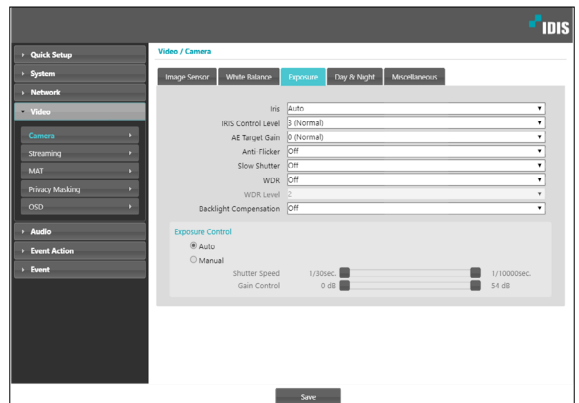 IDIS
Quick Setup
System
Network
Video
Camera
Streaming
MAT
Privacy Masking
OSD
Audio
Event Action
Event
Video / Camera
Image Sensor White Balance Exposure Day & Night Miscellaneous
Iris Auto
IRIS Control Level 3 (Normal)
AE Target Gain 0 (Normal)
Anti-Flicker Off
Slow Shutter Off
WDR Off
WDR Level 2
Backlight Compensation Off
Exposure Control
Auto
Manual
Shutter Speed 1/30sec. 1/10000sec.
Gain Control 0 dB 54 dB
Save